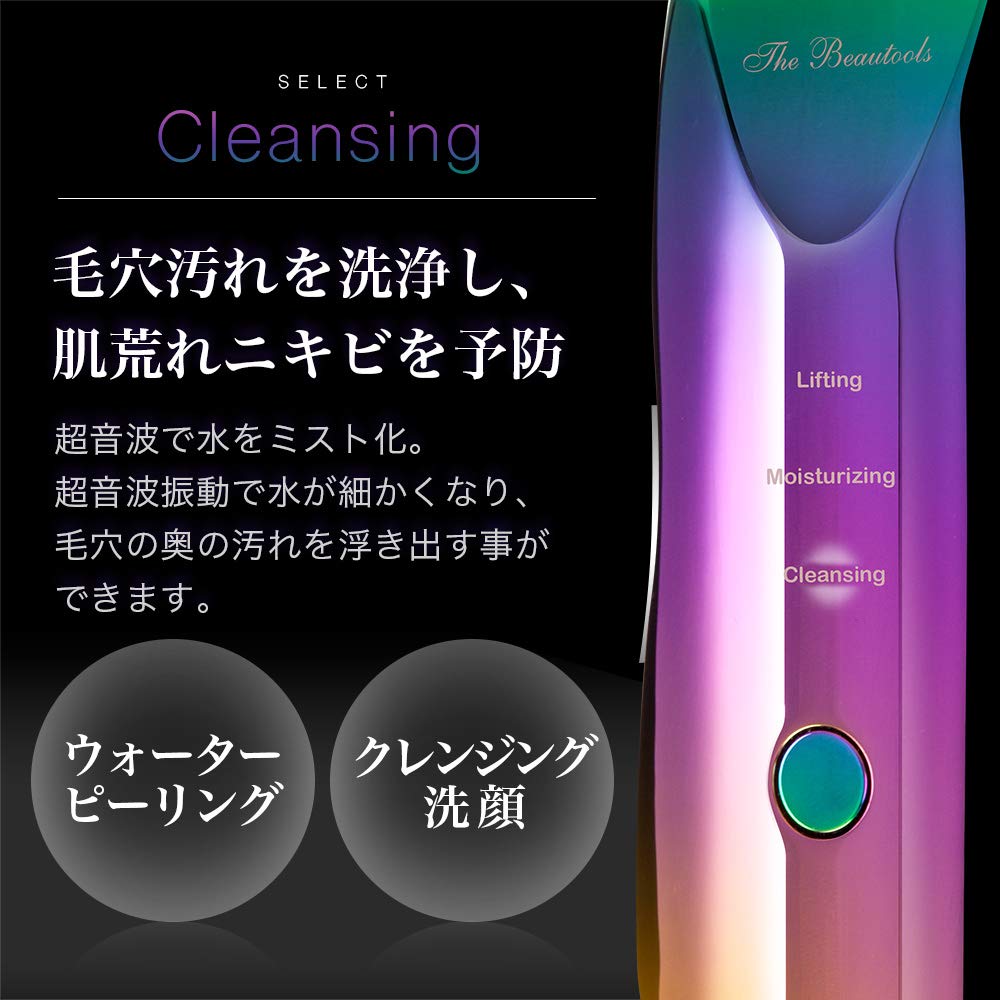 SELECT
Cleansing
毛穴汚れを洗浄し、
肌荒れニキビを予防
超音波で水をミスト化。
超音波振動で水が細かくなり、
毛穴の奥の汚れを浮き出す事が
できます。
ウォーター
ピーリング
クレンジング
洗顔
The Beautools
Lifting
Moisturizing
Cleansing